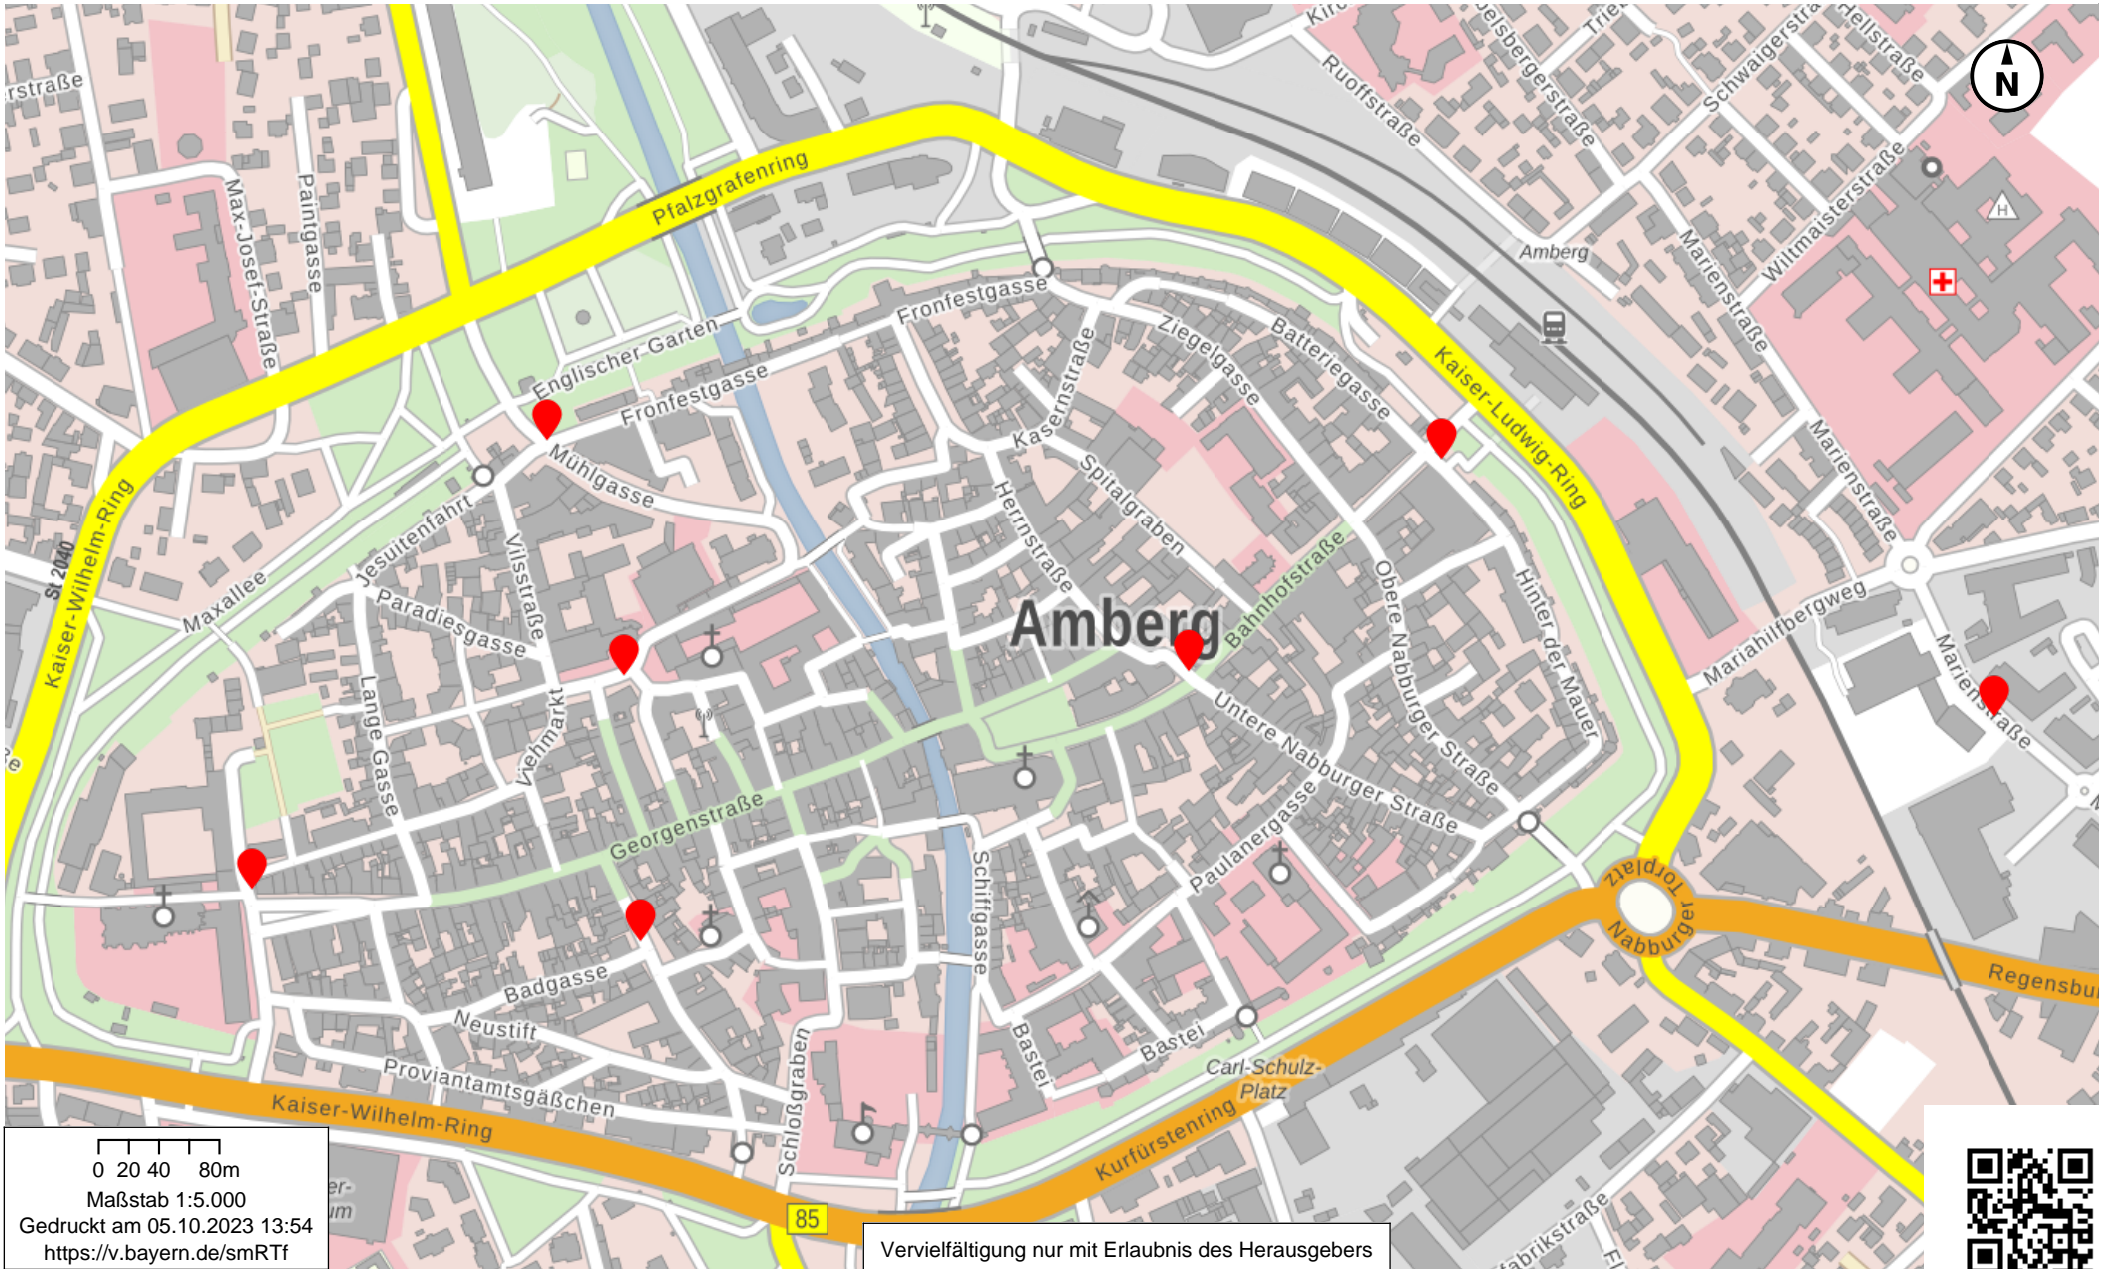 Pfalzgrafenring
Max-Josef-Straße
Paintgasse
Ruoffstraße
Schwaigerstra
Hellstraße
Wiltmaisterstraße
Marienstraße
Amberg
H
N
Kaiser-Ludwig-Ring
Englischer-Garten
Fronfestgasse
Fronfestgasse
Ziegelgasse
Batteriegasse
Kasernstraße
Spitalgraben
Herrnstraße
Mühlgasse
Jesuitenfahrt
Vilsstraße
Paradiesgasse
Maxallee
St 2040
Kaiser-Wilhelm-Ring
Lange Gasse
Viehmarkt
Georgenstraße
Amberg
Bahnhofstraße
Obere Nabburger Straße
Untere Nabburger Straße
Hinter der Mauer
Marienstraße
Mariahilfbergweg
Marienstraße
Paulanergasse
Schiffgasse
Badgasse
Neustift
Proviantamtsgäßchen
Schloßgraben
Bastei
Bastei
Carl-Schulz-
Platz
Nabburger
Torplatz
Regensbur
Kaiser-Wilhelm-Ring
Kurfürstenring
85
0 20 40 80m
Maßstab 1:5.000
Gedruckt am 05.10.2023 13:54
https://v.bayern.de/smRTf
Vervielfältigung nur mit Erlaubnis des Herausgebers